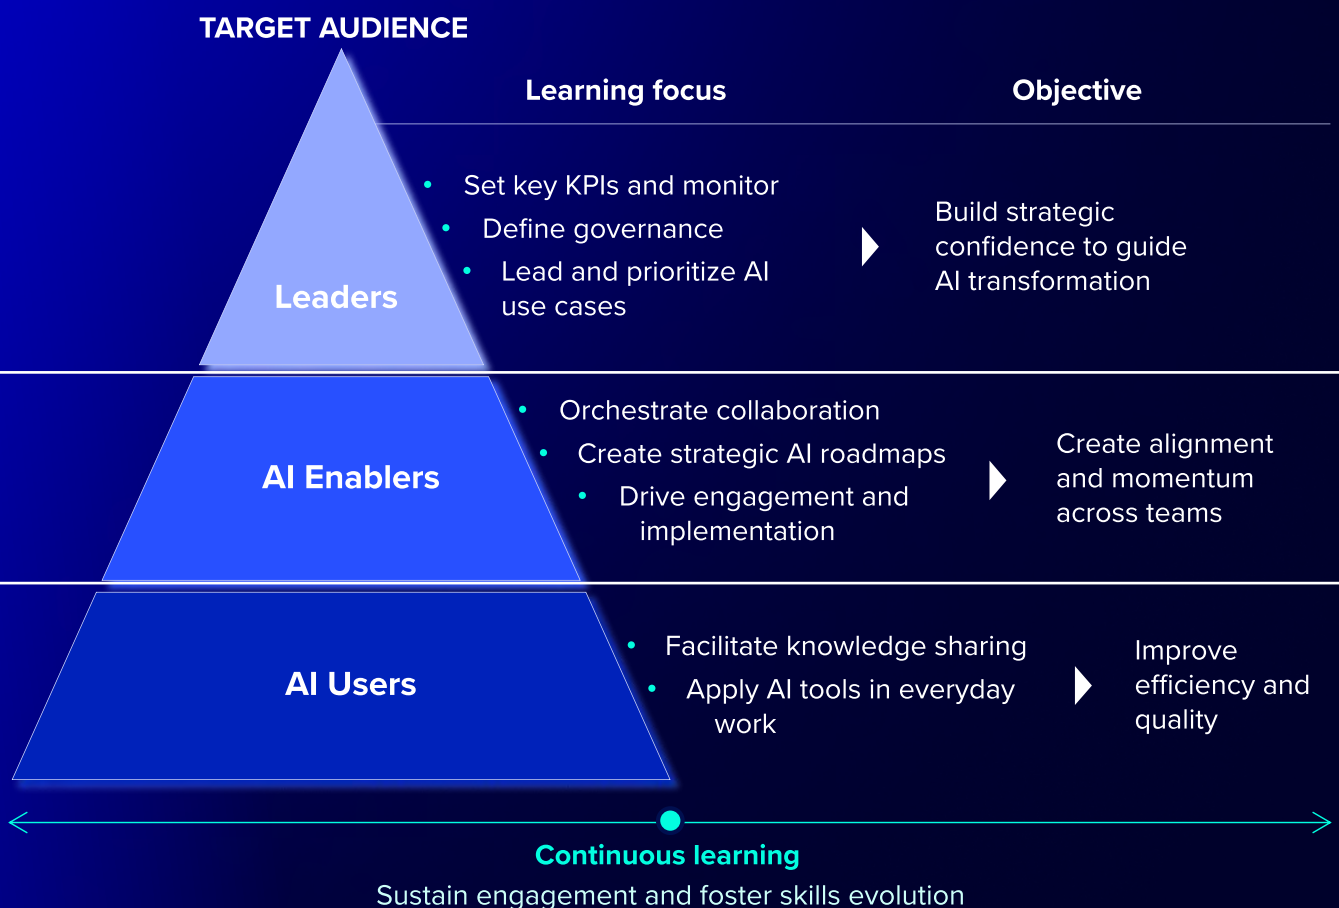 TARGET AUDIENCE
Learning focus
Objective
Leaders
• Set key KPIs and monitor
• Define governance
• Lead and prioritize AI
use cases
Build strategic
confidence to guide
AI transformation
AI Enablers
• Orchestrate collaboration
• Create strategic AI roadmaps
• Drive engagement and
implementation
Create alignment
and momentum
across teams
AI Users
• Facilitate knowledge sharing
• Apply AI tools in everyday
work
Improve
efficiency and
quality
Continuous learning
Sustain engagement and foster skills evolution